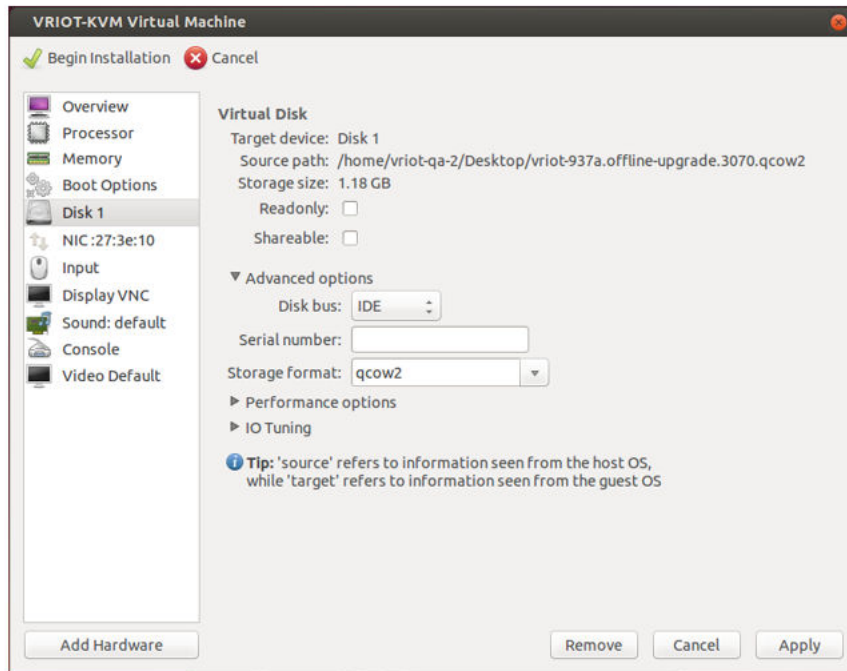 VRIOT-KVM Virtual Machine
Begin Installation Cancel
Overview
Processor
Memory
Boot Options
Disk 1
NIC :27:3e:10
Input
Display VNC
Sound: default
Console
Video Default
Add Hardware
Virtual Disk
Target device: Disk 1
Source path: /home/vriot-qa-2/Desktop/vriot-937a.offline-upgrade.3070.qcow2
Storage size: 1.18 GB
Readonly:
Shareable:
Advanced options
Disk bus: IDE
Serial number:
Storage format: qcow2
Performance options
IO Tuning
Tip: 'source' refers to information seen from the host OS,
while 'target' refers to information seen from the guest OS
Remove Cancel Apply